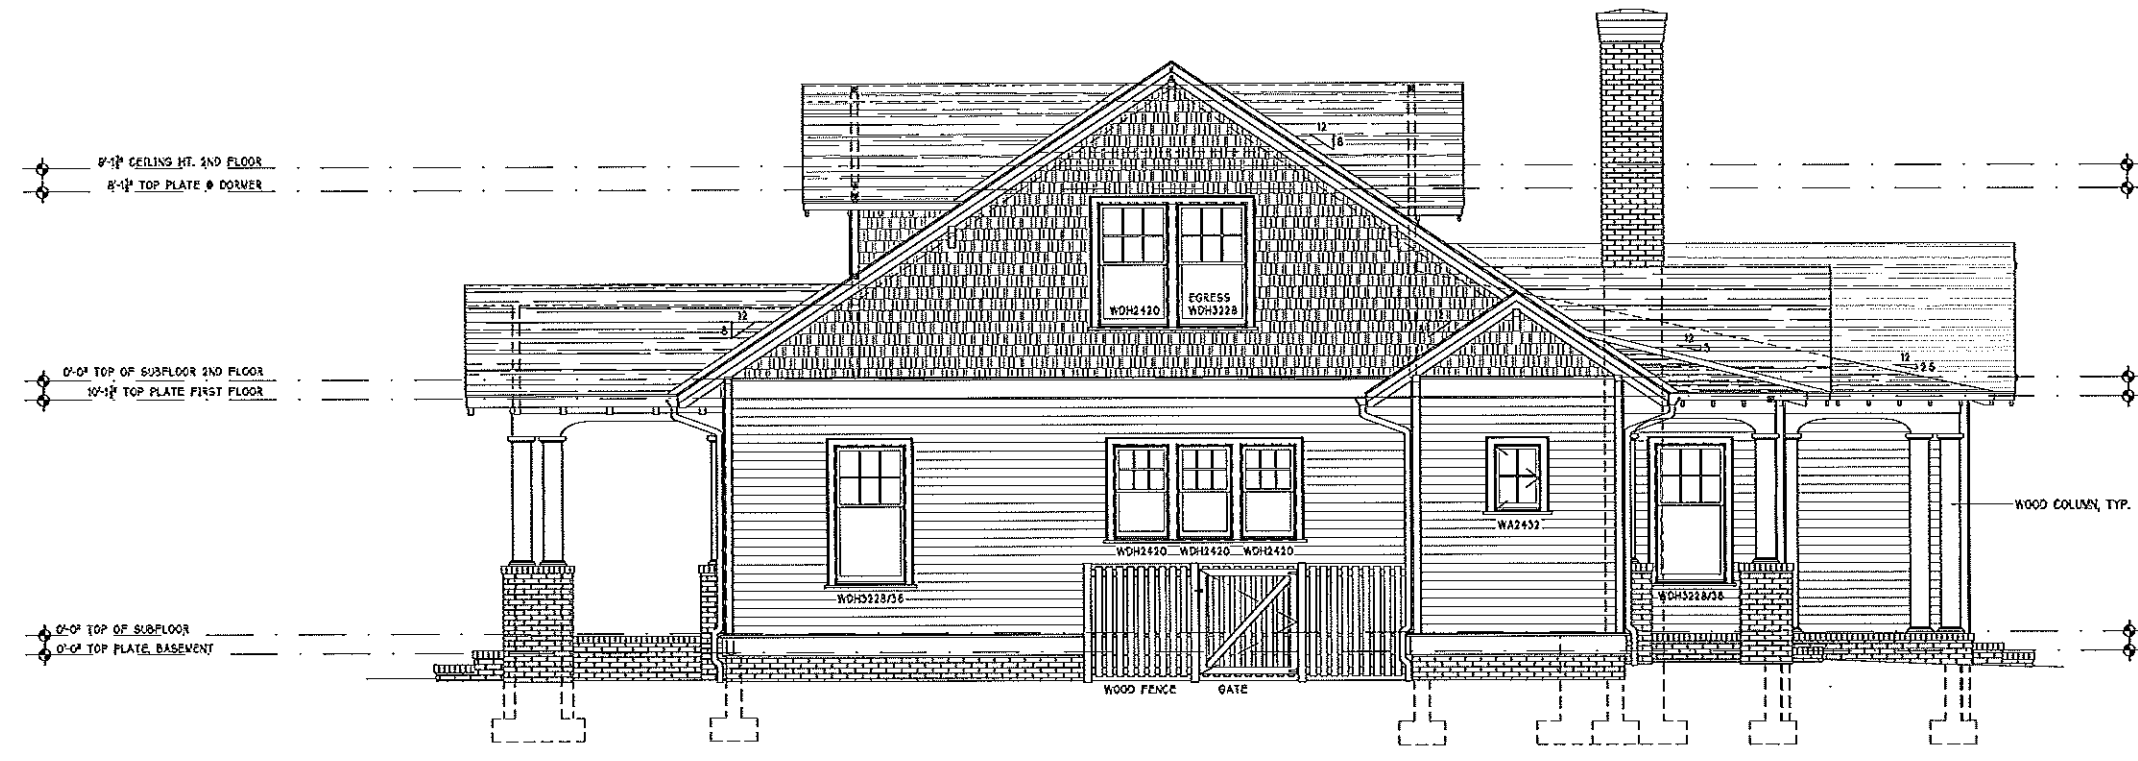 8'-1⅛" CEILING HT. 2ND FLOOR
8'-1⅛" TOP PLATE @ DORMER
12
8
WDH2420
EGRESS
WDH3228
12
8
12
12
3
12
2.5
0'-0" TOP OF SUBFLOOR 2ND FLOOR
10'-1⅛" TOP PLATE FIRST FLOOR
WOOD COLUMN, TYP.
WA2432
WDH2420 WDH2420 WDH2420
WDH3228/36
WDH3228/36
0'-0" TOP OF SUBFLOOR
0'-0" TOP PLATE, BASEMENT
WOOD FENCE
GATE